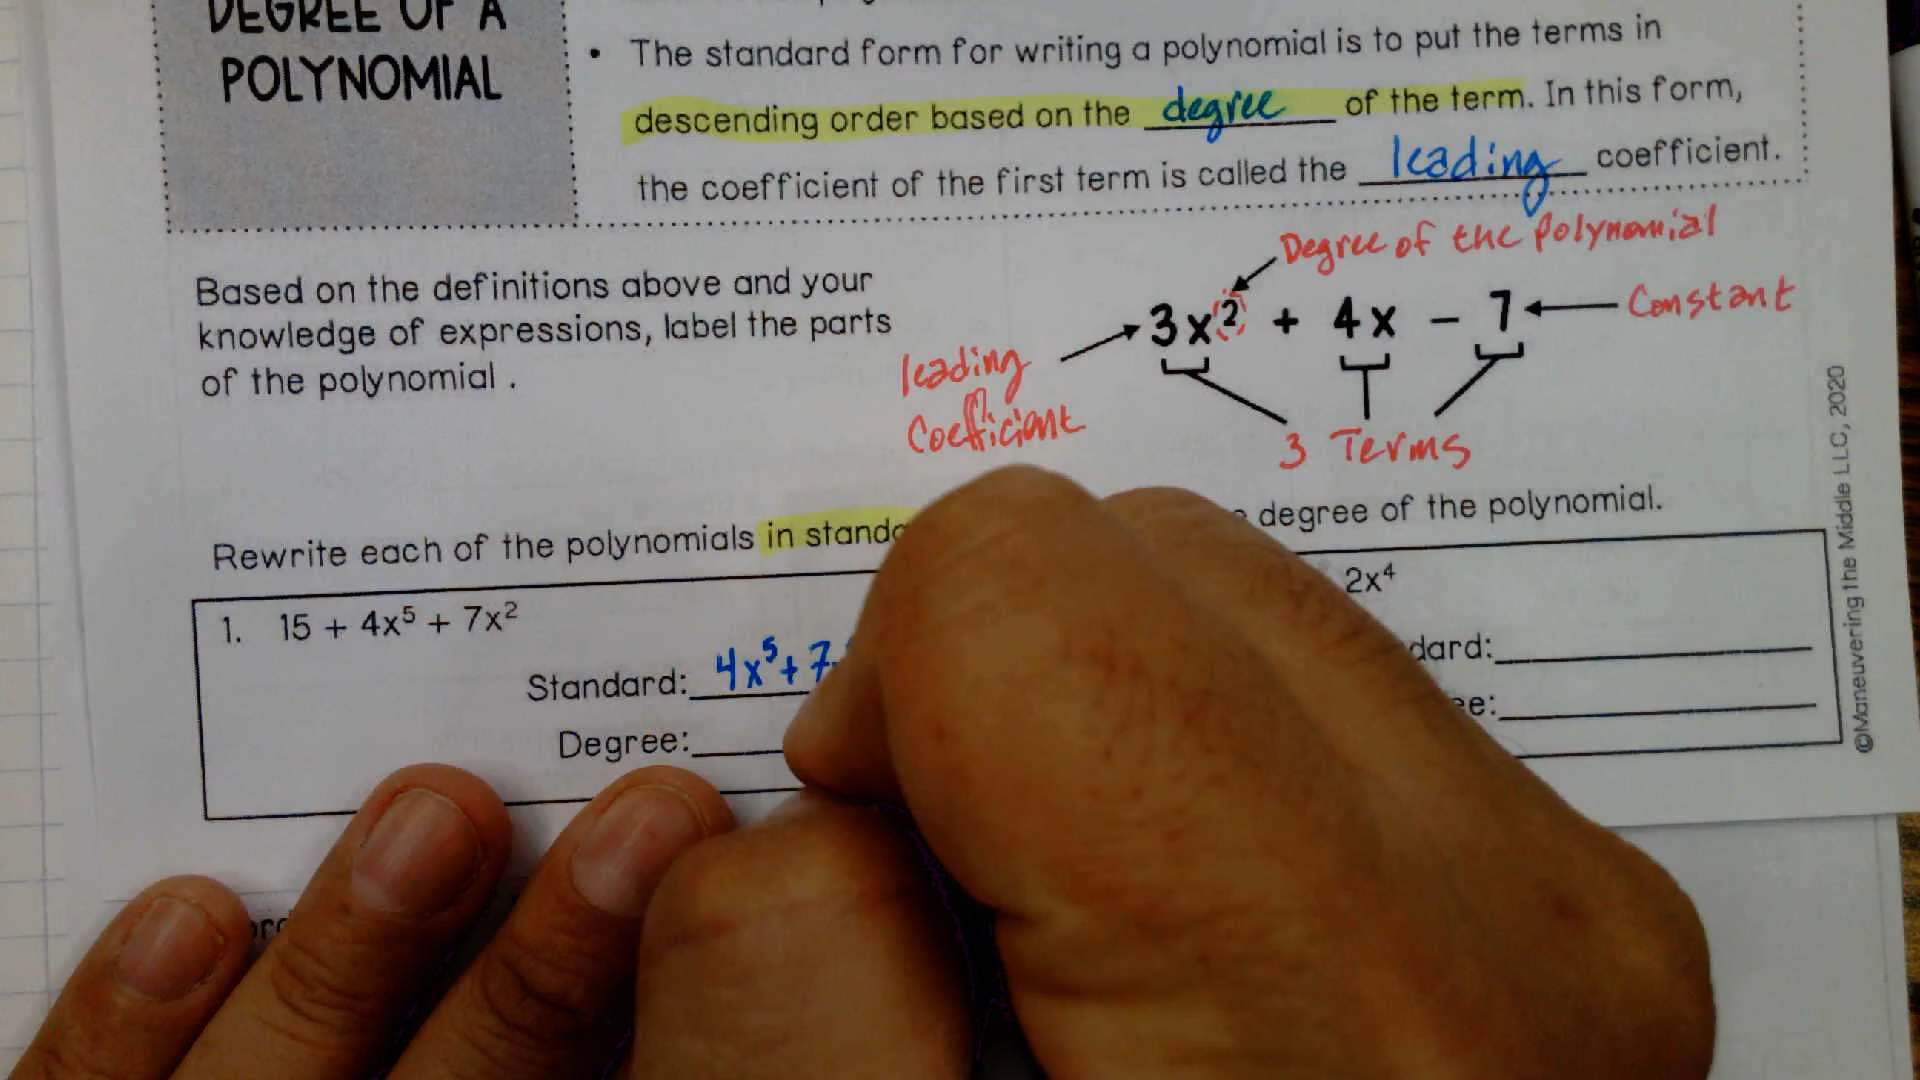 DEGREE OF A
POLYNOMIAL
• The standard form for writing a polynomial is to put the terms in
descending order based on the degree of the term. In this form,
the coefficient of the first term is called the leading coefficient.
Based on the definitions above and your
knowledge of expressions, label the parts
of the polynomial .
Degree of the Polynomial
3x² + 4x - 7
Constant
leading
Coefficient
3 Terms
Rewrite each of the polynomials in degree of the polynomial.
1. 15 + 4x⁵ + 7x²
Standard: 4x⁵ + 7
Degree:
2x⁴
©Maneuvering the Middle LLC, 2020